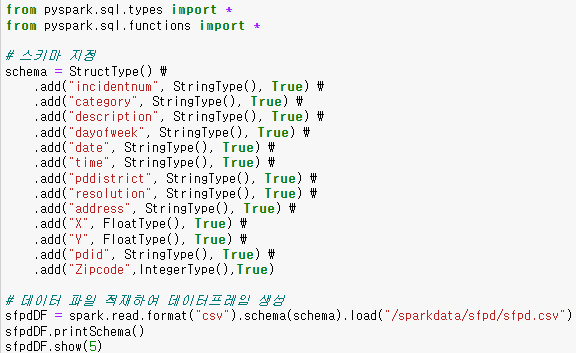 from pyspark.sql.types import *
from pyspark.sql.functions import *

# 스키마 지정
schema = StructType() ₩
    .add("incidentnum", StringType(), True) ₩
    .add("category", StringType(), True) ₩
    .add("description", StringType(), True) ₩
    .add("dayofweek", StringType(), True) ₩
    .add("date", StringType(), True) ₩
    .add("time", StringType(), True) ₩
    .add("pddistrict", StringType(), True) ₩
    .add("resolution", StringType(), True) ₩
    .add("address", StringType(), True) ₩
    .add("X", FloatType(), True) ₩
    .add("Y", FloatType(), True) ₩
    .add("pdid", StringType(), True) ₩
    .add("Zipcode",IntegerType(),True)

# 데이터 파일 적재하여 데이터프레임 생성
sfpdDF = spark.read.format("csv").schema(schema).load("/sparkdata/sfpd/sfpd.csv")
sfpdDF.printSchema()
sfpdDF.show(5)